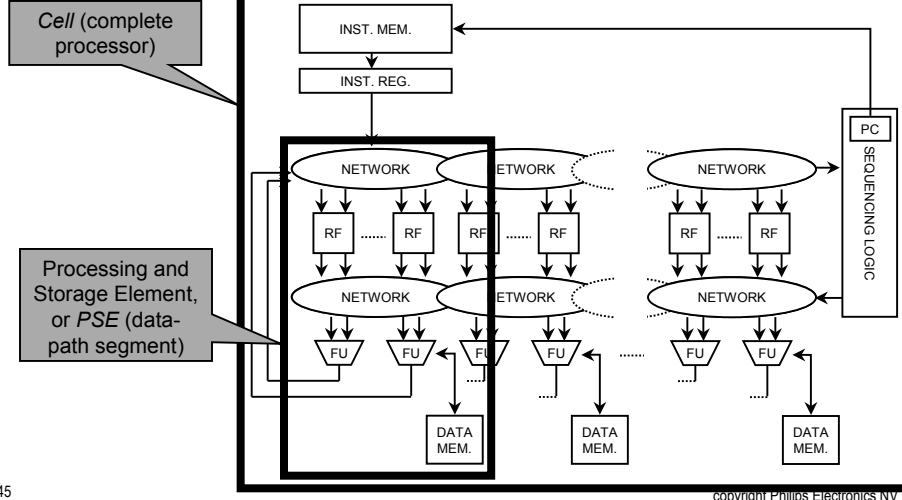 Cell (complete
processor)
INST. MEM.
INST. REG.
PC
SEQUENCING LOGIC
NETWORK
ETWORK
NETWORK
RF
......
RF
RF
......
RF
RF
......
RF
Processing and
Storage Element,
or PSE (data-
path segment)
NETWORK
ETWORK
NETWORK
FU
FU
FU
FU
......
FU
FU
DATA
MEM.
DATA
MEM.
DATA
MEM.
45
copyright Philips Electronics NV